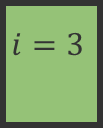 i = 3